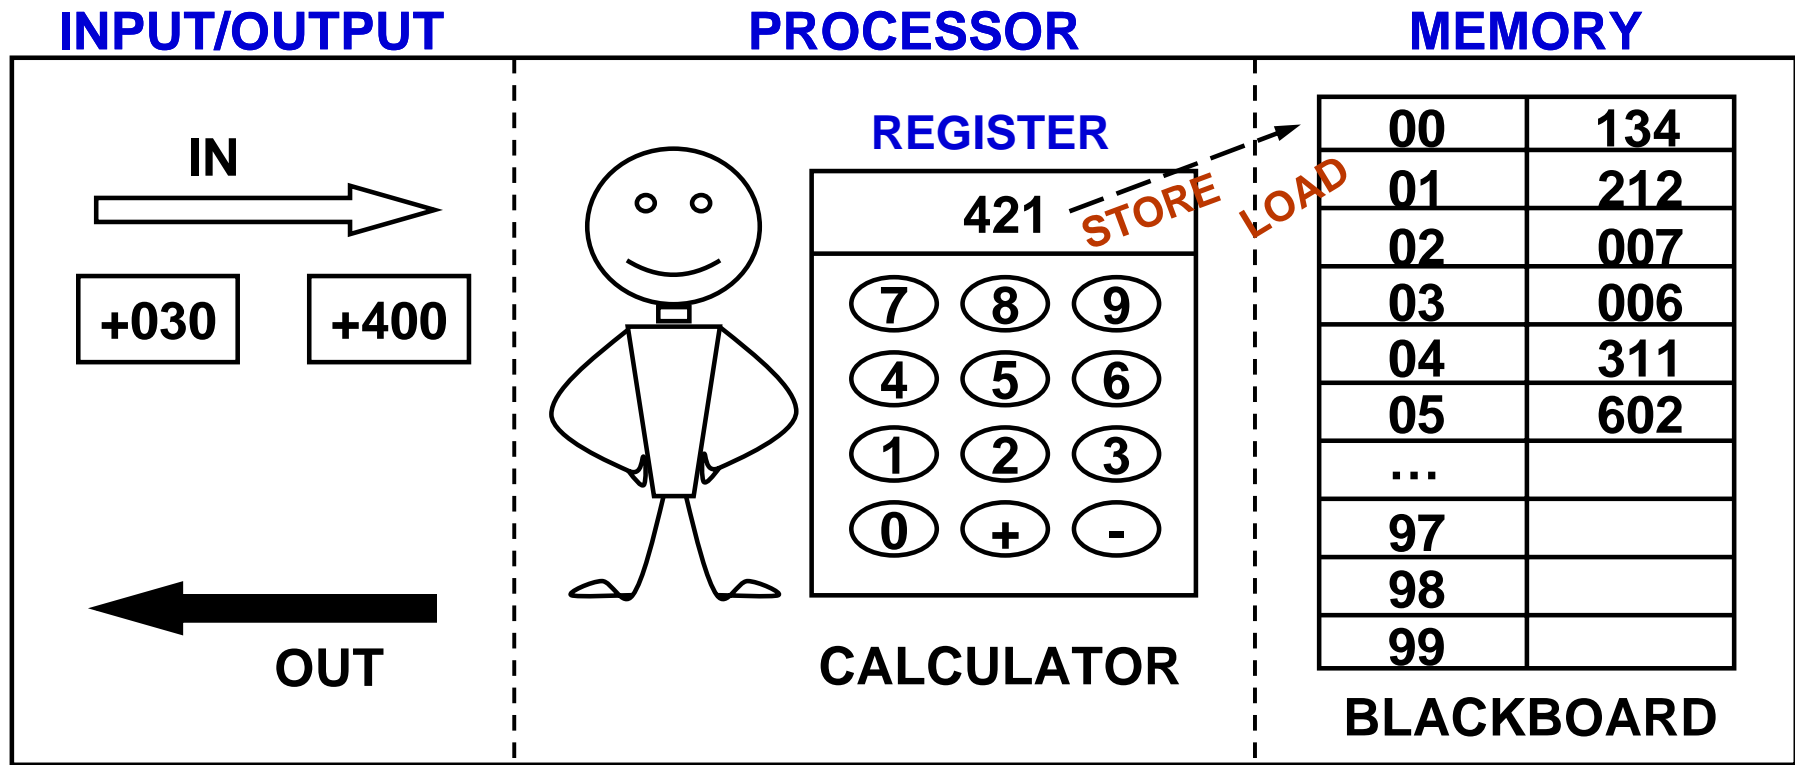 INPUT/OUTPUT
PROCESSOR
MEMORY
IN
+030
+400
OUT
REGISTER
421
7 8 9
4 5 6
1 2 3
0 + -
CALCULATOR
STORE
LOAD
00 134
01 212
02 007
03 006
04 311
05 602
...
97
98
99
BLACKBOARD